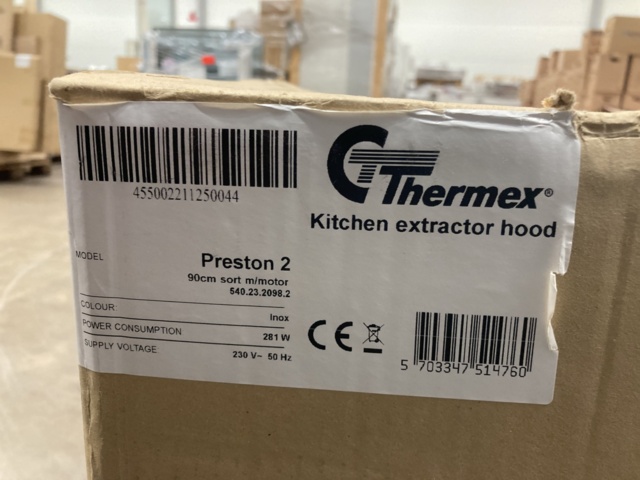 455002211250044
Thermex®
Kitchen extractor hood
MODEL Preston 2
90cm sort m/motor
540.23.2098.2
COLOUR: Inox
POWER CONSUMPTION 281 W
SUPPLY VOLTAGE 230 V~ 50 Hz
CE
5 703347 514760